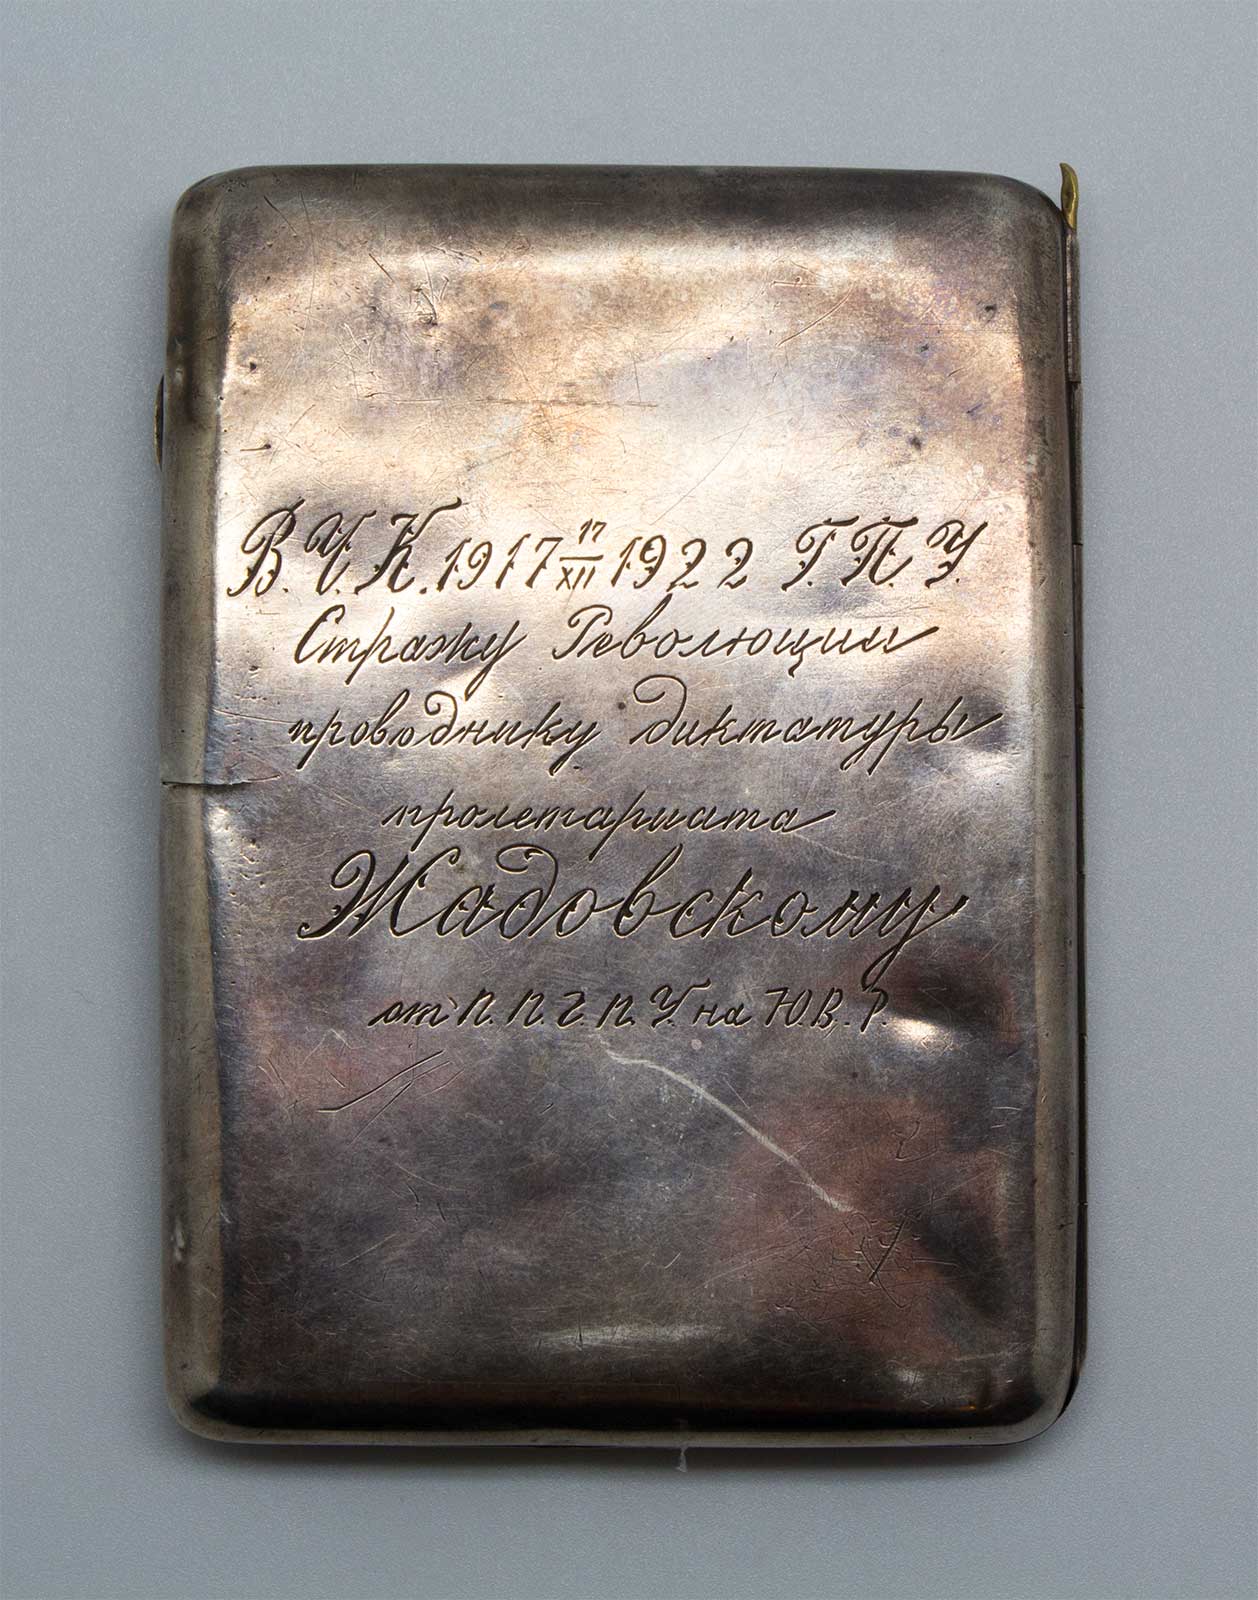 В. Ч. К. 1917 17/XII 1922 Г. П. У.
Стражу Революции
проводнику диктатуры
пролетариата
Жадовскому
от П. П. Г. П. У. на Ю. В. Р.